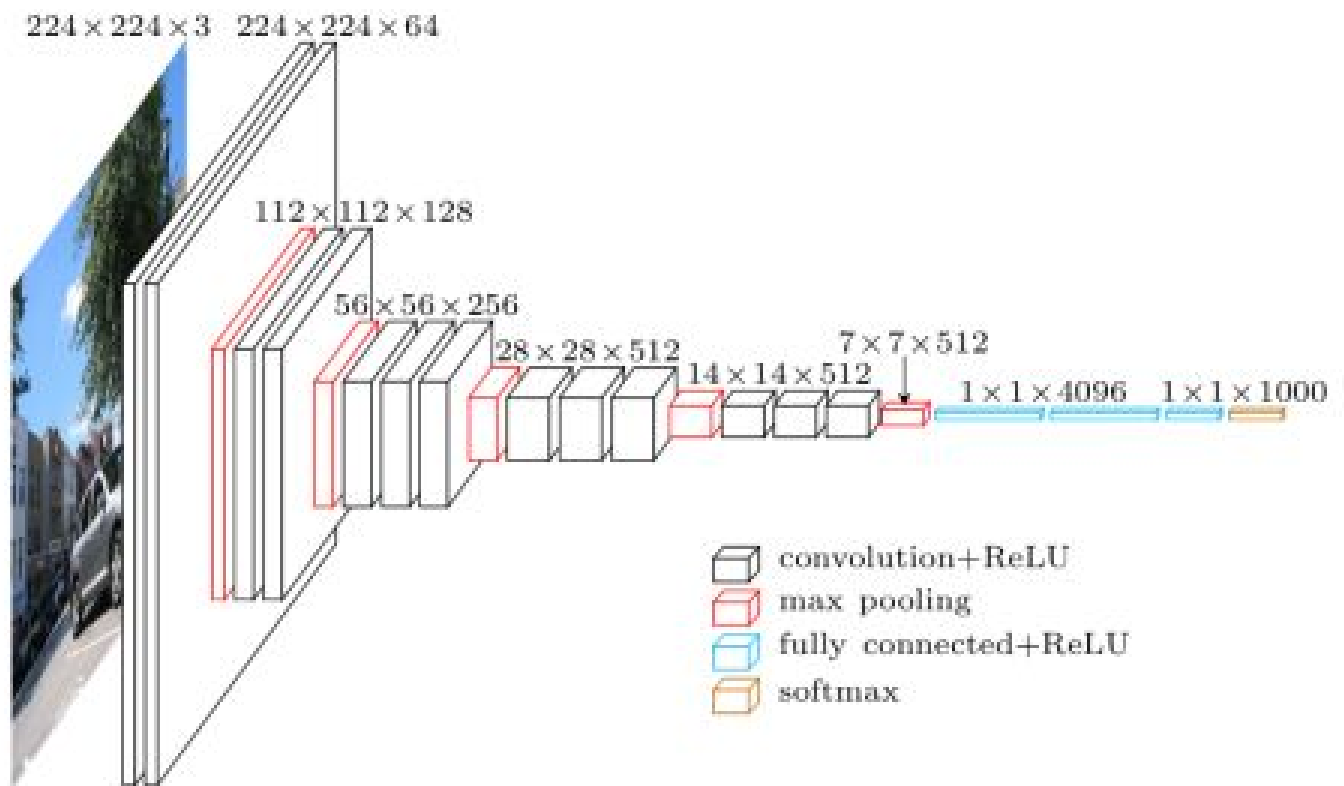 224 × 224 × 3
224 × 224 × 64
112 × 112 × 128
56 × 56 × 256
28 × 28 × 512
14 × 14 × 512
7 × 7 × 512
1 × 1 × 4096
1 × 1 × 1000
convolution+ReLU
max pooling
fully connected+ReLU
softmax